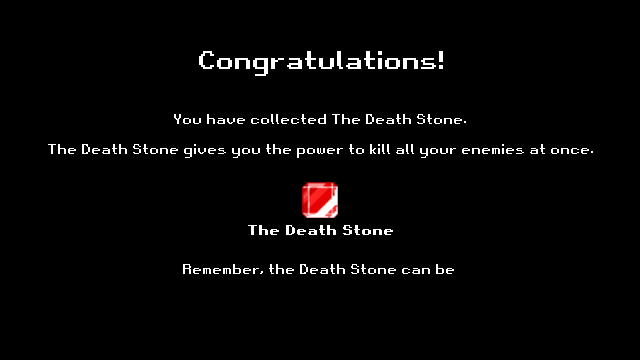 Congratulations!
You have collected The Death Stone.
The Death Stone gives you the power to kill all your enemies at once.
The Death Stone
Remember, the Death Stone can be